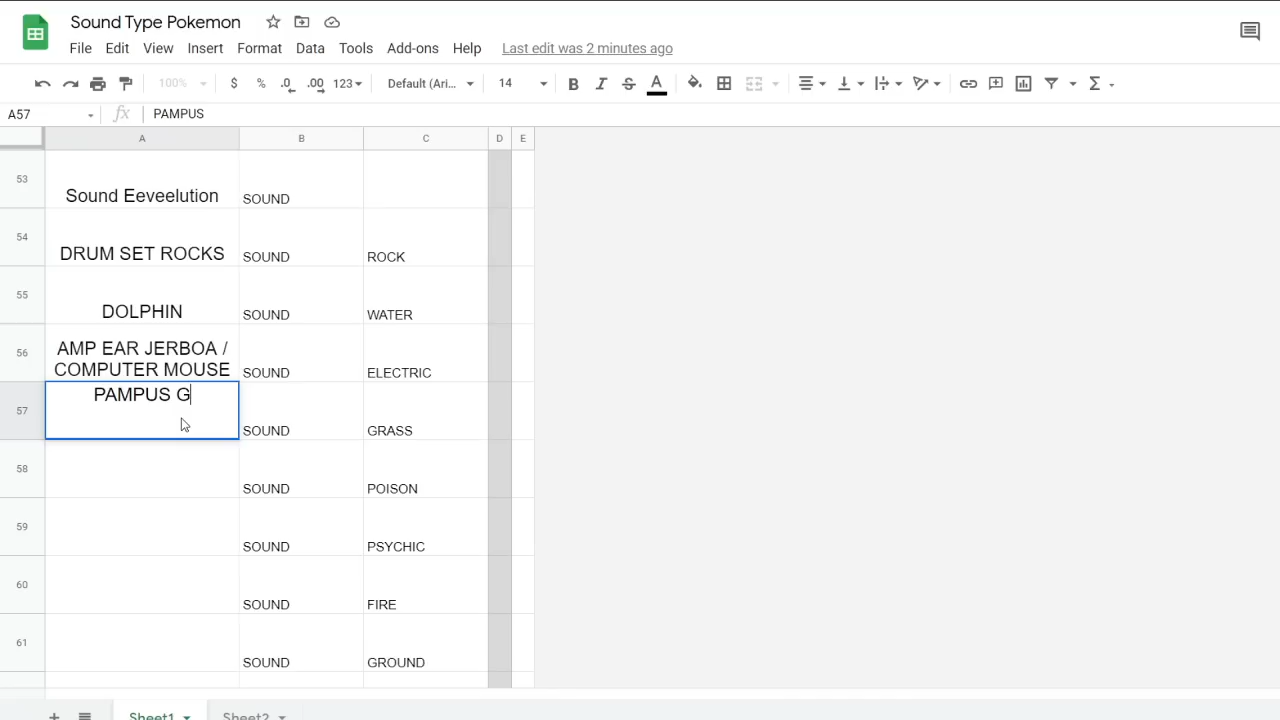 Sound Type Pokemon
File Edit View Insert Format Data Tools Add-ons Help Last edit was 2 minutes ago
100% $ % .0 .00 123 Default (Ari... 14 B I S A Σ
A57 fx PAMPUS
A B C D E
53 Sound Eeveelution SOUND
54 DRUM SET ROCKS SOUND ROCK
55 DOLPHIN SOUND WATER
56 AMP EAR JERBOA /
COMPUTER MOUSE SOUND ELECTRIC
57 PAMPUS G SOUND GRASS
58 SOUND POISON
59 SOUND PSYCHIC
60 SOUND FIRE
61 SOUND GROUND
+ Sheet1 Sheet2